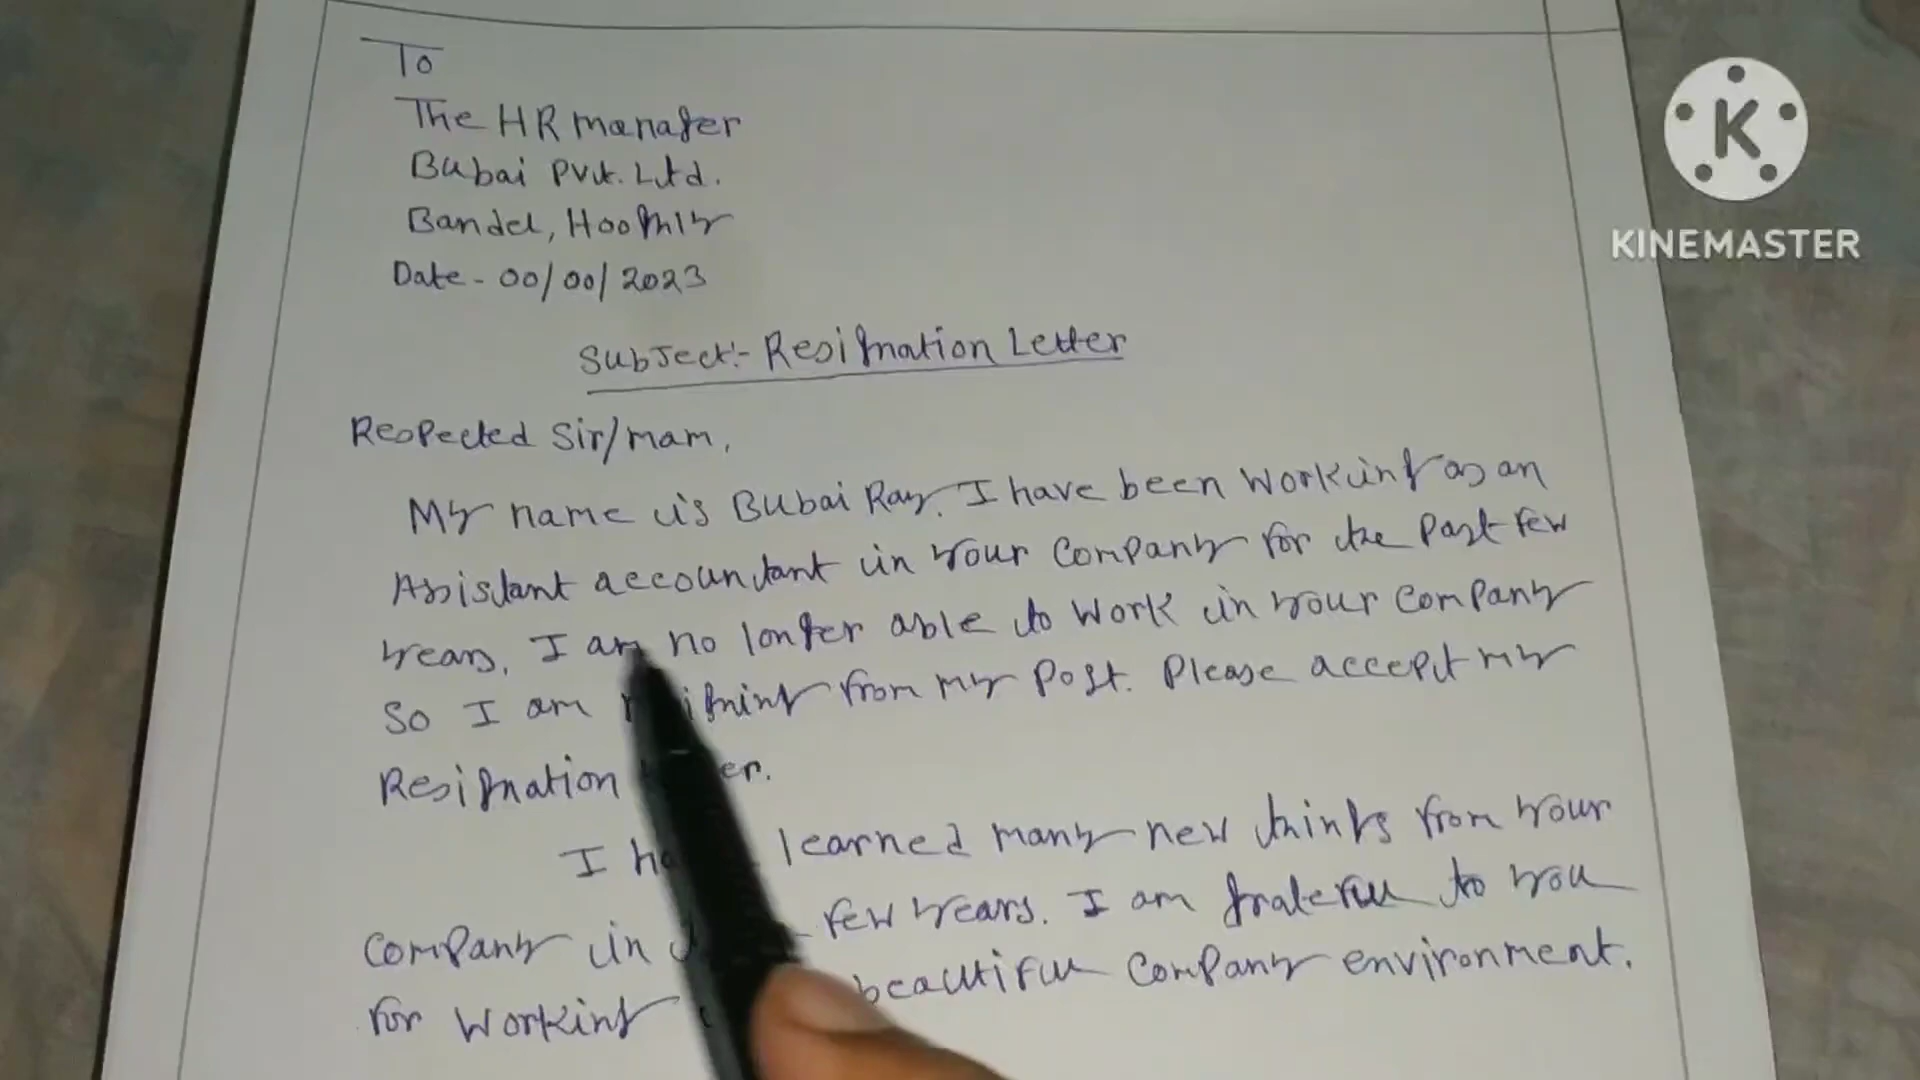 To
The HR manager
Bubai Pvt. Ltd.
Bandel, Hooghly
Date - 00/00/2023
Subject:- Resignation Letter
Respected Sir/mam,
My name is Bubai Ray. I have been working as an
Assistant accountant in your company for the past few
years. I am no longer able to work in your company
So I am from my post. Please accept my
Resignation
I learned many new things from your
company in few years. I am grateful to you
for working beautiful company environment.
K
KINEMASTER